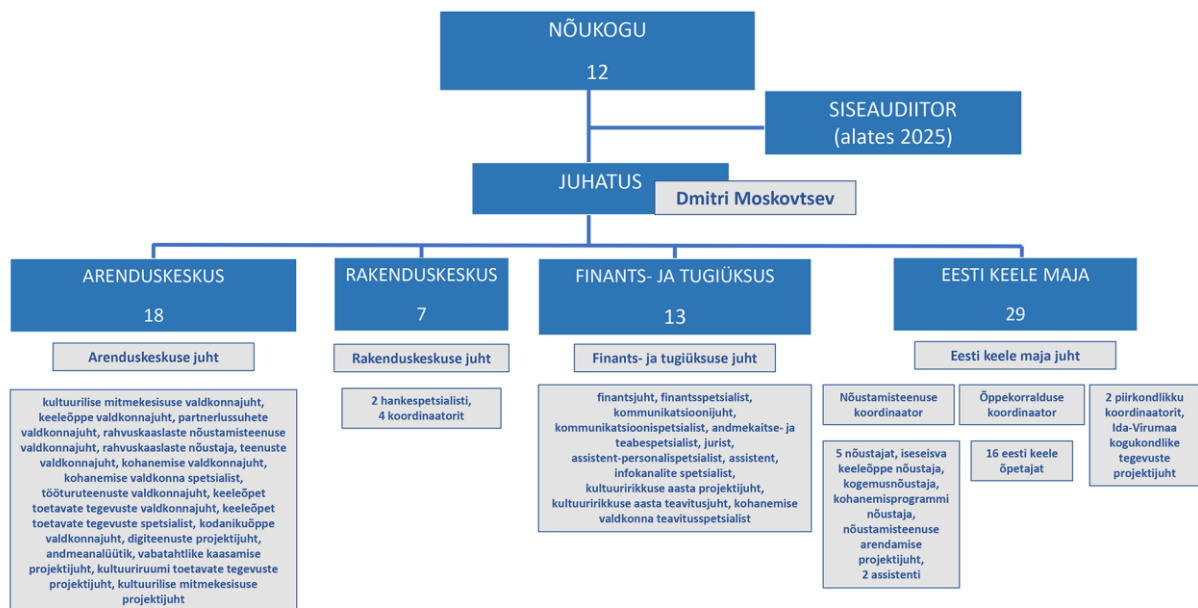 NÕUKOGU
12
SISEAUDIITOR
(alates 2025)
JUHATUS
Dmitri Moskovtsev
ARENDUSKESKUS
18
Arenduskeskuse juht
kultuurilise mitmekesisuse valdkonnajuht,
keeleõppe valdkonnajuht, partnerlussuhete
valdkonnajuht, rahvuskaaslaste nõustamisteenuse
valdkonnajuht, rahvuskaaslaste nõustaja, teenuste
valdkonnajuht, kohanemise valdkonnajuht,
kohanemise valdkonna spetsialist,
tööturuteenuste valdkonnajuht, keeleõpet
toetavate tegevuste valdkonnajuht, keeleõpet
toetavate tegevuste spetsialist, kodanikuõppe
valdkonnajuht, digiteenuste projektijuht,
andmeanalüütik, vabatahtlike kaasamise
projektijuht, kultuuriruumi toetavate tegevuste
projektijuht, kultuurilise mitmekesisuse
projektijuht
RAKENDUSKESKUS
7
Rakenduskeskuse juht
2 hankespetsialisti,
4 koordinaatorit
FINANTS- JA TUGIÜKSUS
13
Finants- ja tugiüksuse juht
finantsjuht, finantsspetsialist,
kommunikatsioonijuht,
kommunikatsioonispetsialist, andmekaitse- ja
teabespetsialist, jurist,
assistent-personalispetsialist, assistent,
infokanalite spetsialist,
kultuuririkkuse aasta projektijuht,
kultuuririkkuse aasta teavitusjuht, kohanemise
valdkonna teavitusspetsialist
EESTI KEELE MAJA
29
Eesti keele maja juht
Nõustamisteenuse
koordinaator
5 nõustajat, iseseisva
keeleõppe nõustaja,
kogemusnõustaja,
kohanemisprogrammi
nõustaja,
nõustamisteenuse
arendamise
projektijuht,
2 assistenti
Õppekorralduse
koordinaator
16 eesti keele
õpetajat
2 piirkondlikku
koordinaatorit,
Ida-Virumaa
kogukondlike
tegevuste
projektijuht